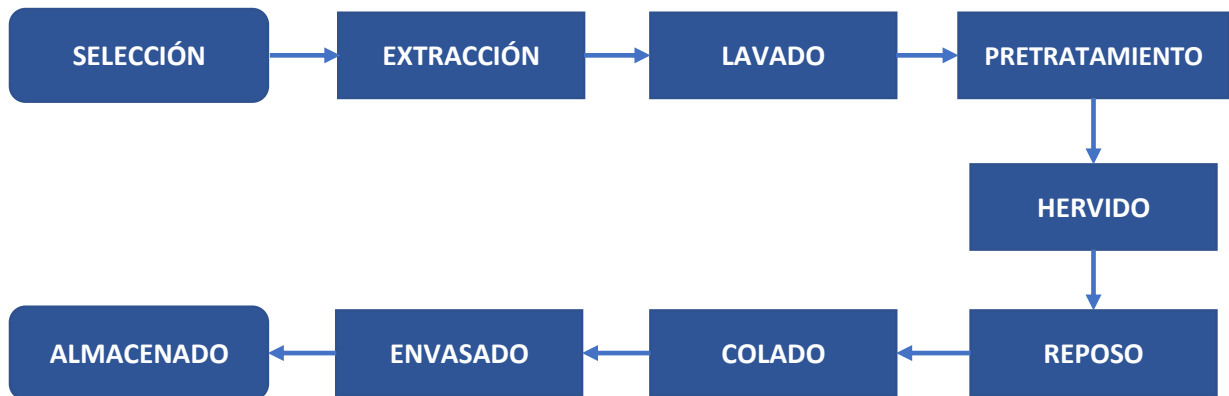 SELECCIÓN
EXTRACCIÓN
LAVADO
PRETRATAMIENTO
HERVIDO
REPOSO
COLADO
ENVASADO
ALMACENADO